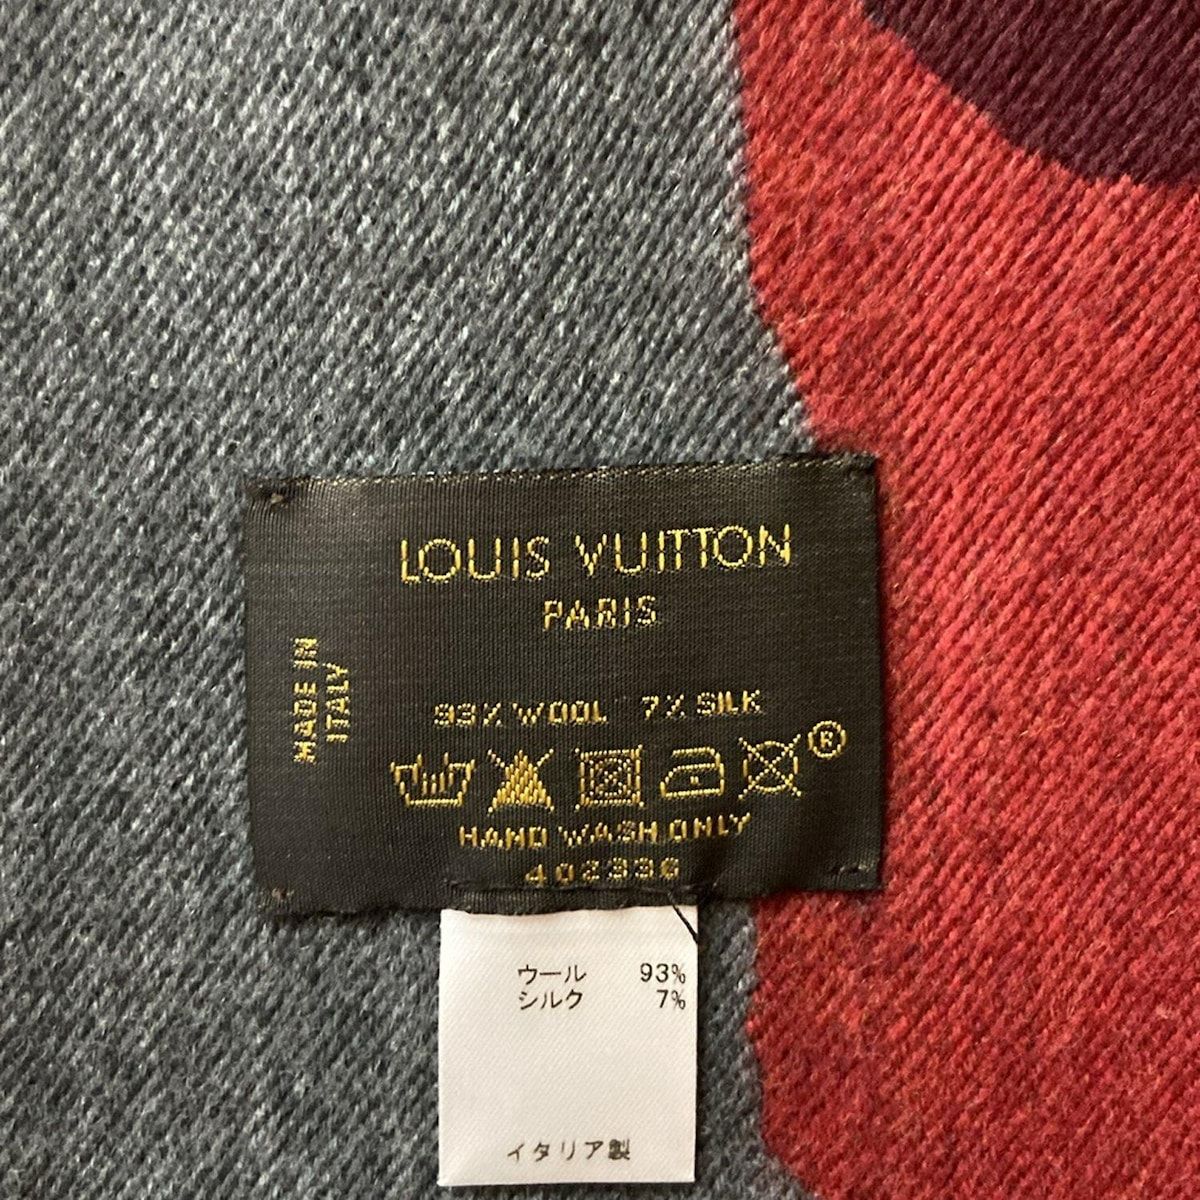 LOUIS VUITTON
PARIS
MADE IN
ITALY
93% WOOL 7% SILK
®
HAND WASH ONLY
402336
ウール 93%
シルク 7%
イタリア製